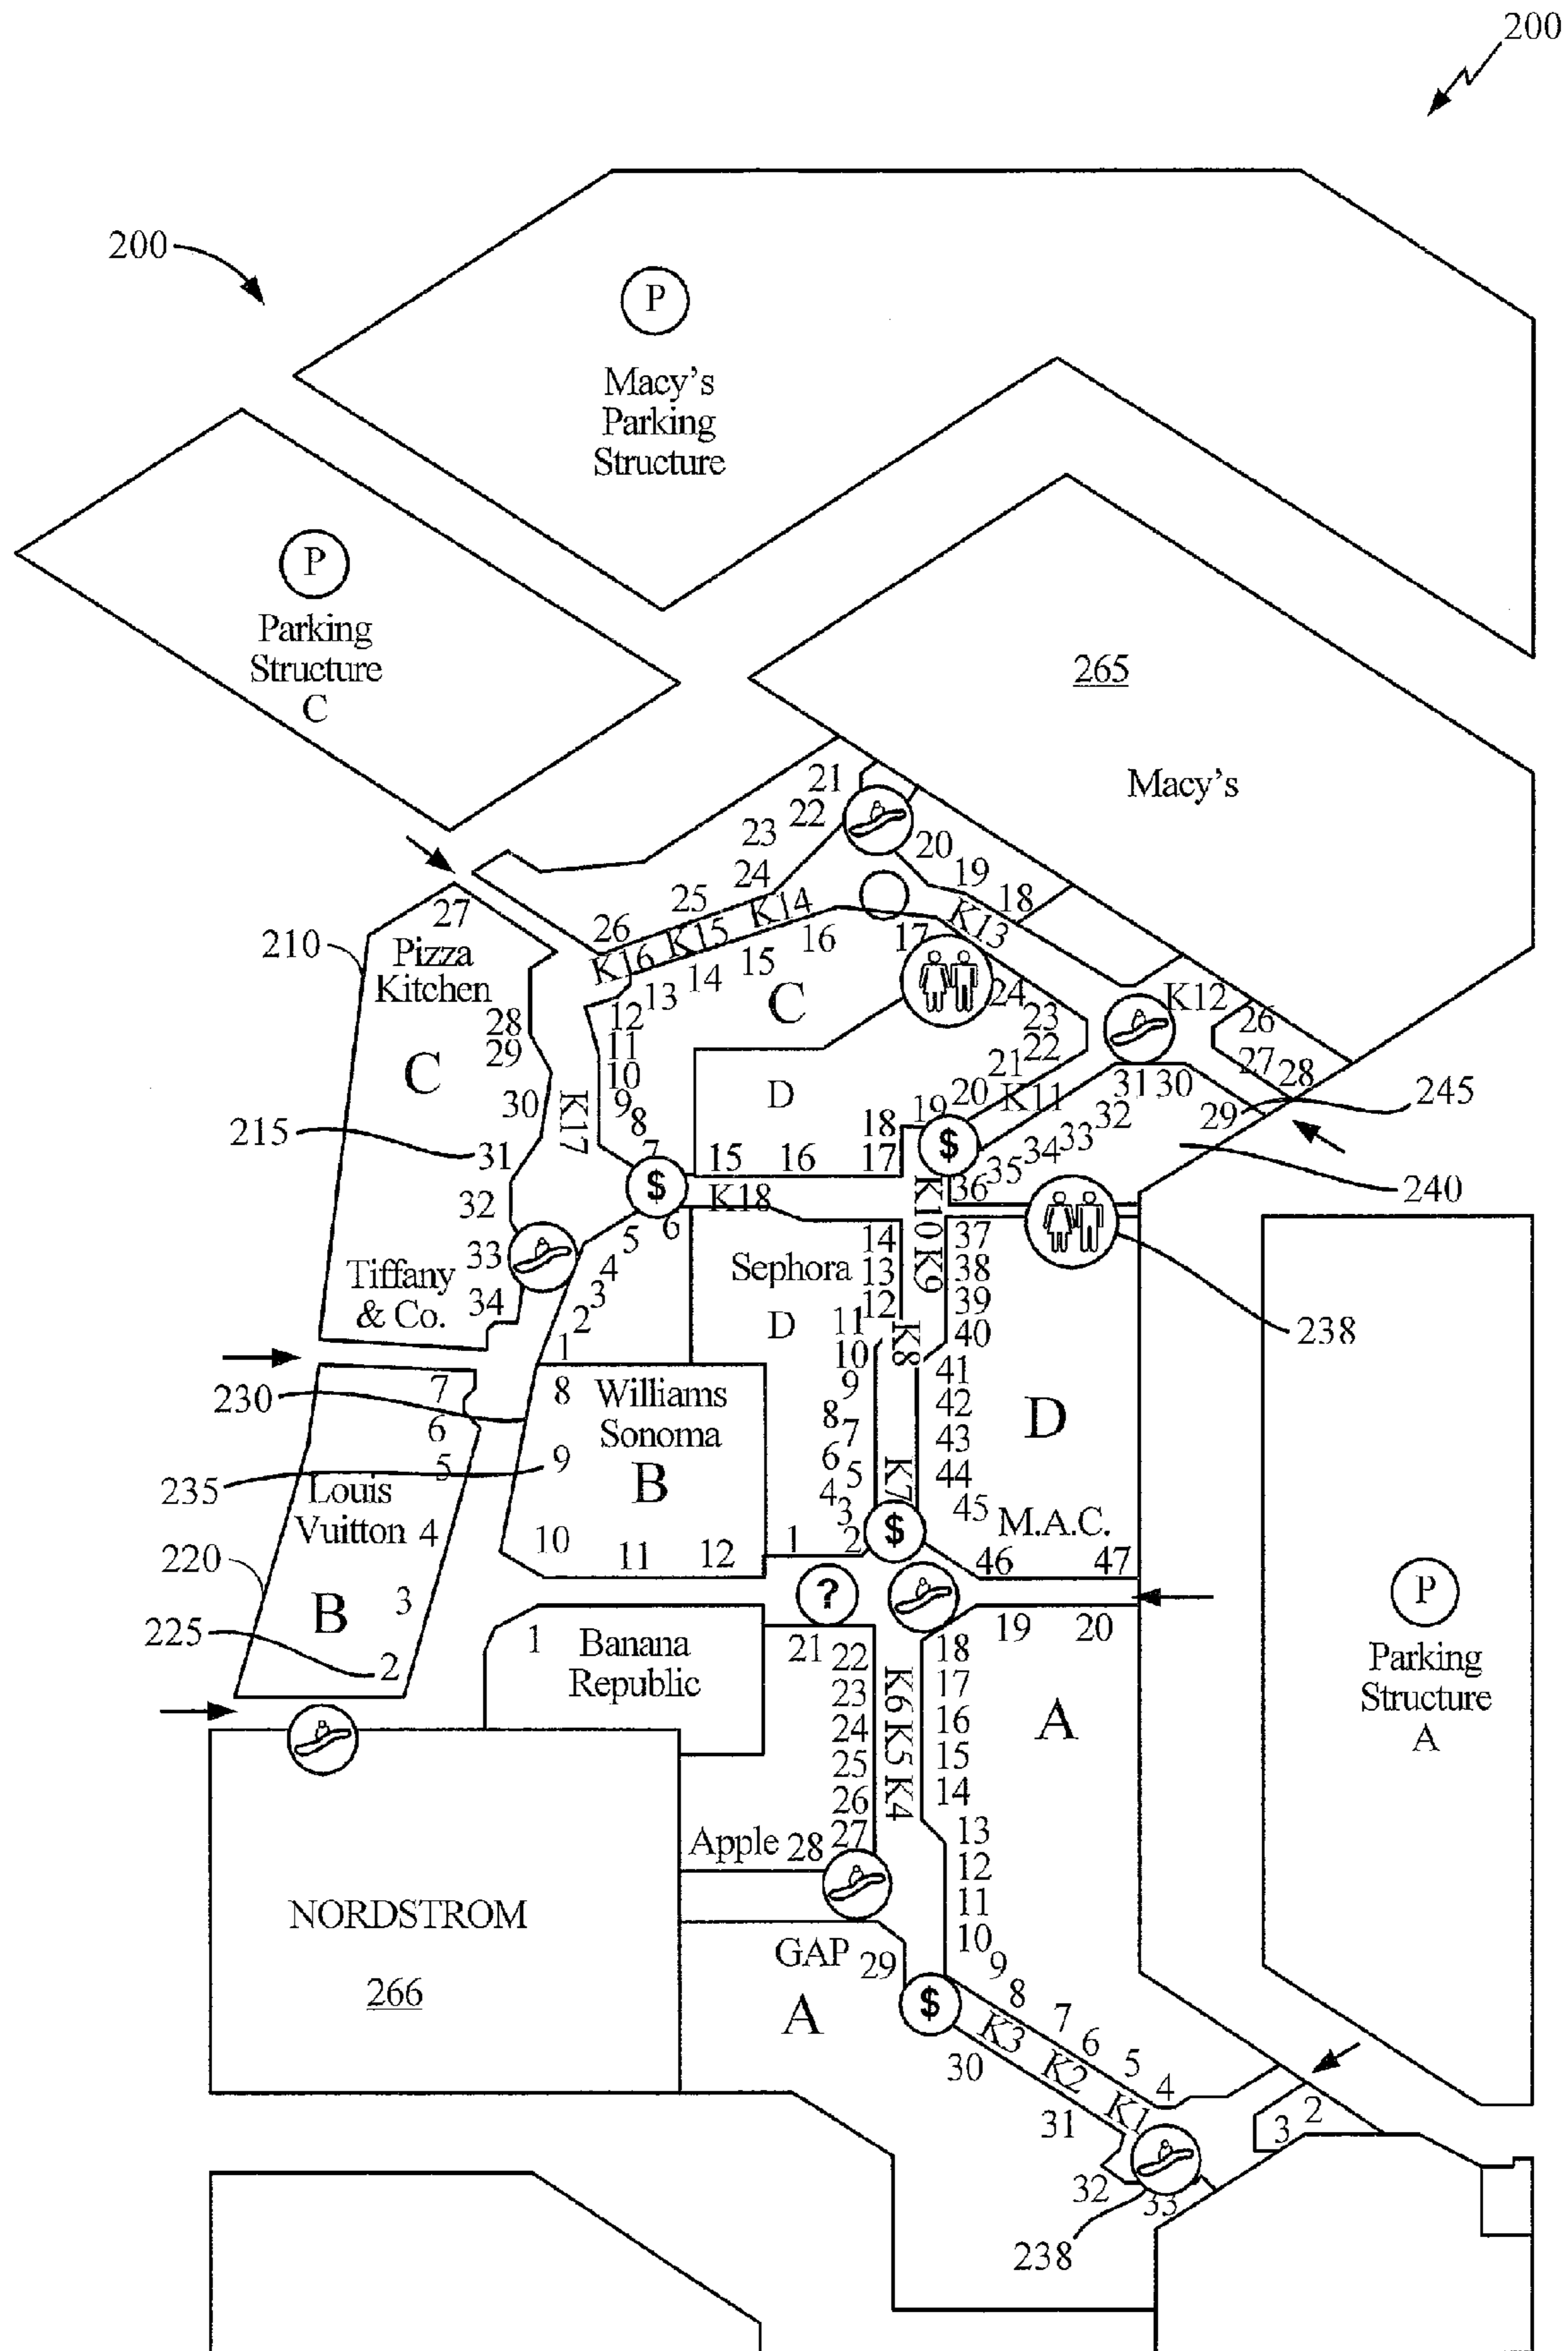 200
200
P
Macy's
Parking
Structure
P
Parking
Structure
C
265
Macy's
21
22
23
20
24
19
25
18
K14
27
26
K15
K13
210
Pizza
Kitchen
K16
16
17
15
14
13
C
24
K12
28
12
23
26
29
11
22
27
C
10
21
28
30
K17
9
D
20
K11
31
30
245
215
31
8
18
19
32
29
7
15
16
17
$
33
34
32
$
K18
35
36
240
6
K10
33
5
14
37
Tiffany
& Co.
4
Sephora
13
K9
38
34
3
12
39
238
2
D
11
K8
40
1
10
41
7
8
Williams
Sonoma
9
42
230
6
8
7
43
D
5
9
6
5
K7
44
235
Louis
Vuitton
B
4
3
45
M.A.C.
4
10
11
12
1
2
$
46
47
220
B
3
?
P
225
2
1
Banana
Republic
21
22
18
19
20
Parking
Structure
A
23
K6
17
24
K5
16
A
25
15
26
K4
14
27
13
Apple
28
12
11
NORDSTROM
10
GAP
29
9
266
8
A
$
7
K3
6
30
K2
5
4
K1
2
31
3
32
33
238